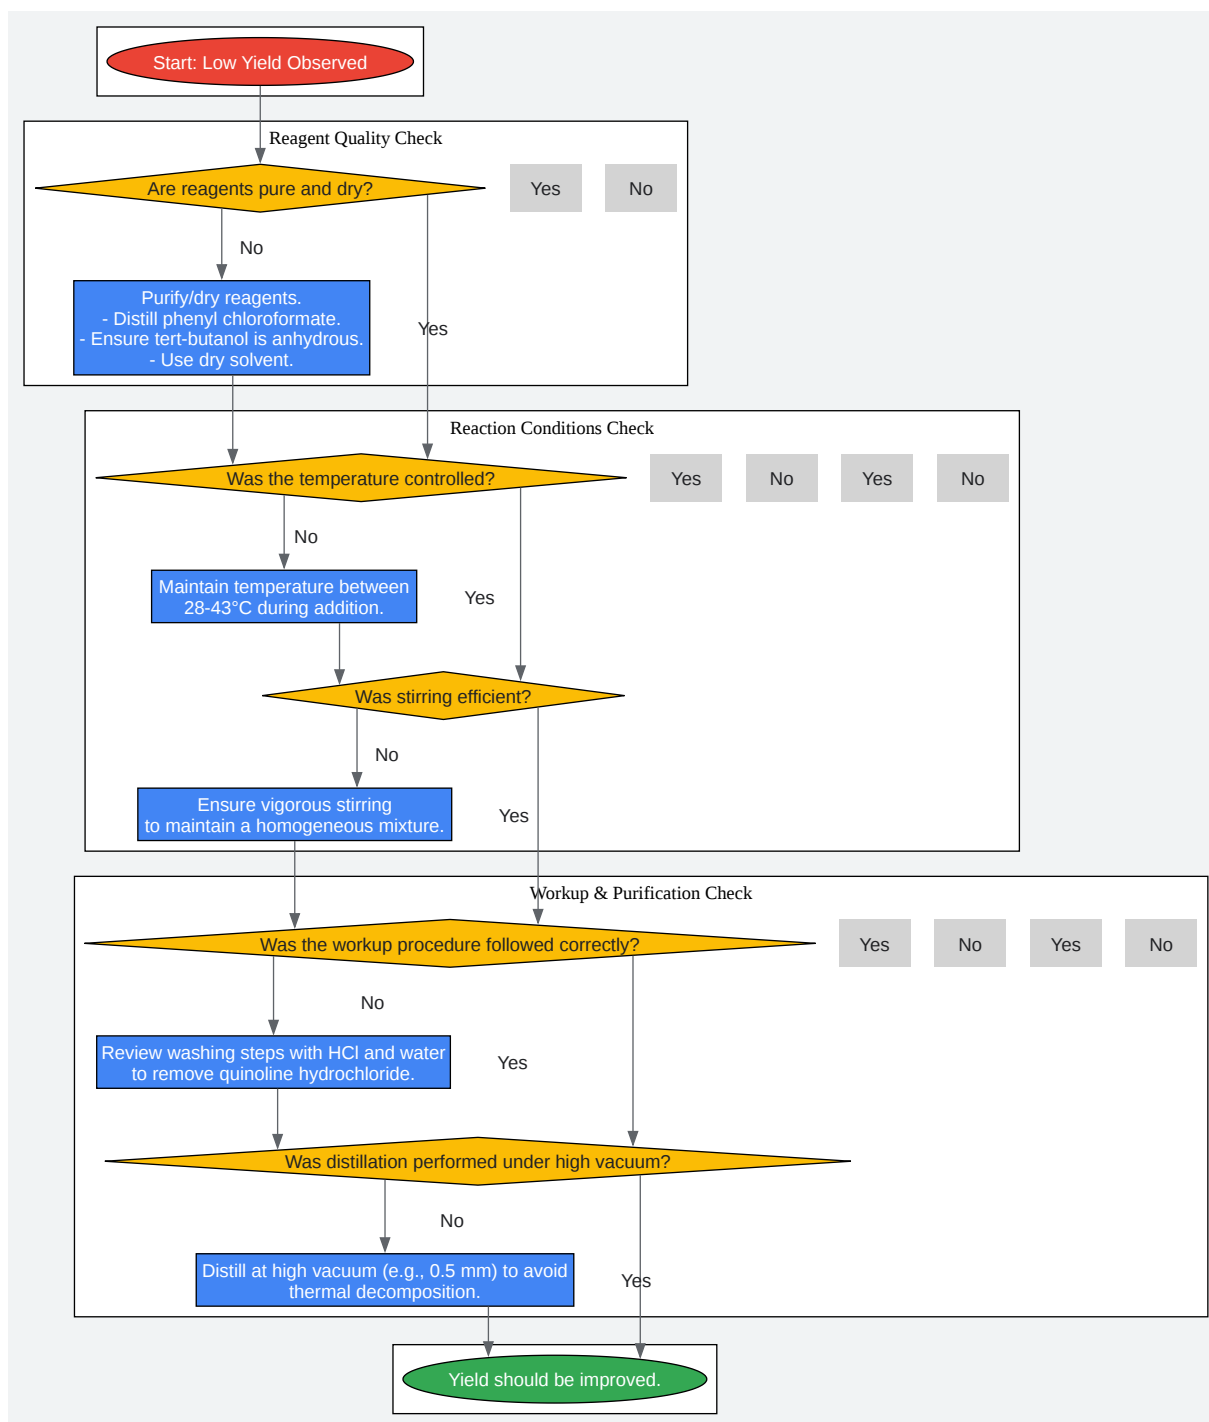 Start: Low Yield Observed
Reagent Quality Check
Are reagents pure and dry?
Yes
No
No
Purify/dry reagents.
- Distill phenyl chloroformate.
- Ensure tert-butanol is anhydrous.
- Use dry solvent.
Yes
Reaction Conditions Check
Was the temperature controlled?
Yes
No
Yes
No
No
Maintain temperature between
28-43°C during addition.
Yes
Was stirring efficient?
No
Ensure vigorous stirring
to maintain a homogeneous mixture.
Yes
Workup & Purification Check
Was the workup procedure followed correctly?
Yes
No
Yes
No
No
Review washing steps with HCl and water
to remove quinoline hydrochloride.
Yes
Was distillation performed under high vacuum?
No
Distill at high vacuum (e.g., 0.5 mm) to avoid
thermal decomposition.
Yes
Yield should be improved.